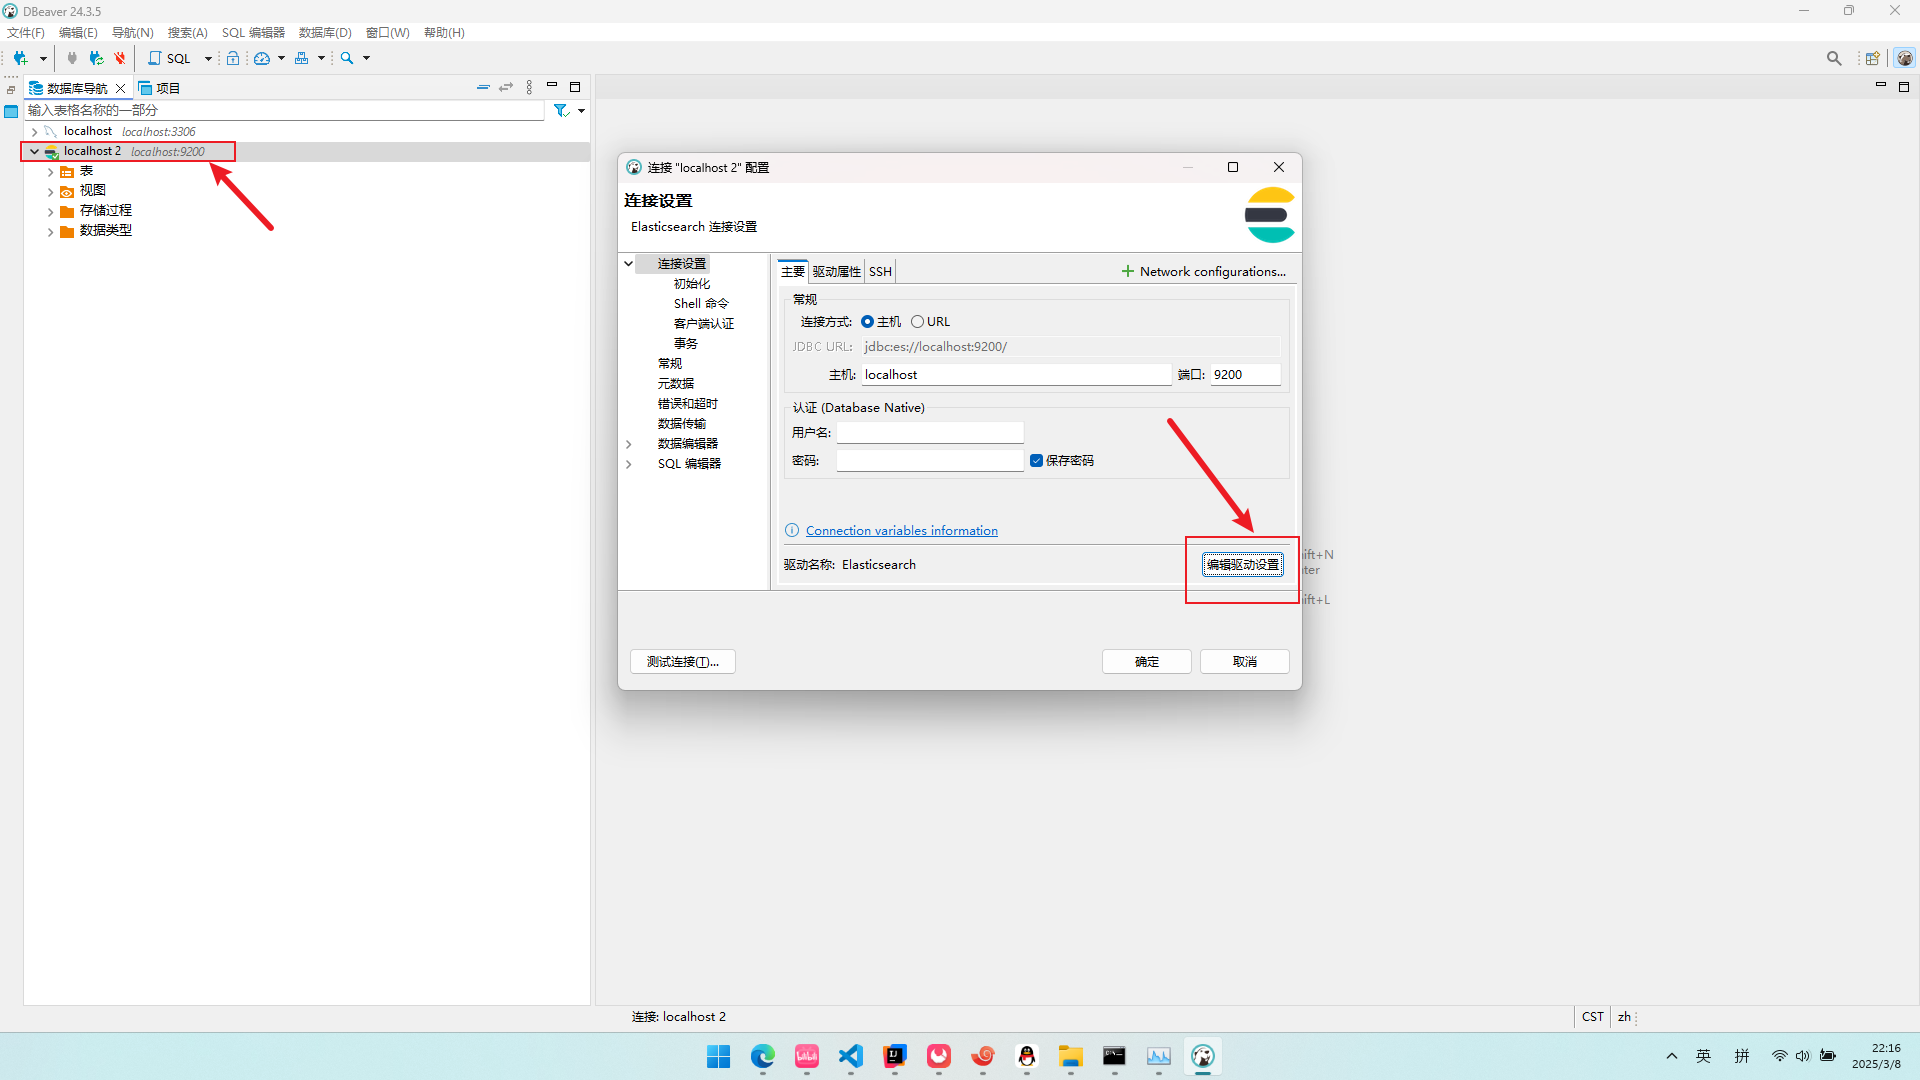 DBeaver 24.3.5
文件(F) 编辑(E) 导航(N) 搜索(A) SQL 编辑器 数据库(D) 窗口(W) 帮助(H)
SQL
数据库导航 项目
输入表格名称的一部分
localhost localhost:3306
localhost 2 localhost:9200
表
视图
存储过程
数据类型
连接 "localhost 2" 配置
连接设置
Elasticsearch 连接设置
连接设置
初始化
Shell 命令
客户端认证
事务
常规
元数据
错误和超时
数据传输
数据编辑器
SQL 编辑器
主要 驱动属性 SSH Network configurations...
常规
连接方式: 主机 URL
JDBC URL: jdbc:es://localhost:9200/
主机: localhost 端口: 9200
认证 (Database Native)
用户名:
密码: 保存密码
Connection variables information
驱动名称: Elasticsearch 编辑驱动设置
ift+N
ter
ift+L
测试连接(T)... 确定 取消
连接: localhost 2
CST zh
英 拼 22:16
2025/3/8